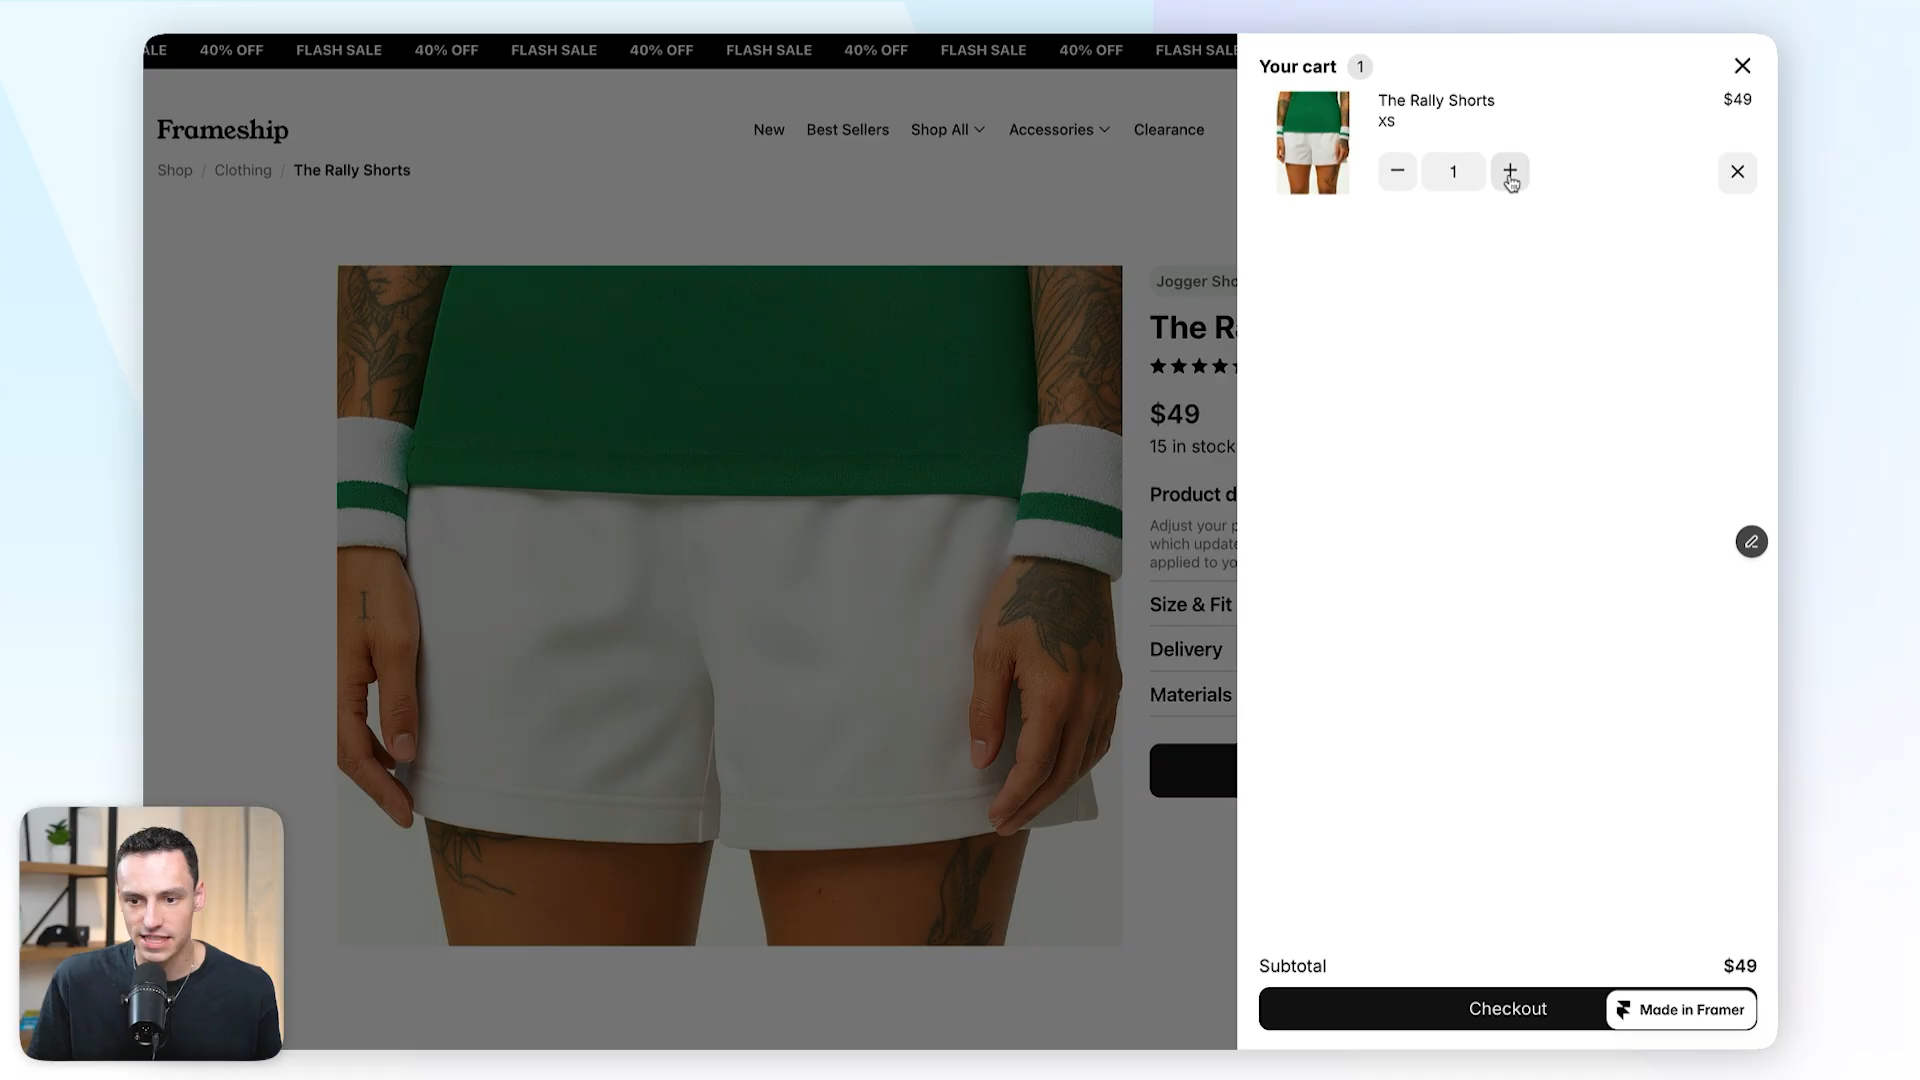 ALE 40% OFF FLASH SALE 40% OFF FLASH SALE 40% OFF FLASH SALE 40% OFF FLASH SALE 40% OFF FLASH SALE
Frameship
New Best Sellers Shop All Accessories Clearance
Shop / Clothing / The Rally Shorts
Jogger Sho
The R
$49
15 in stock
Product d
Adjust your p
which update
applied to yo
Size & Fit
Delivery
Materials
Your cart 1
The Rally Shorts $49
XS
1
Subtotal $49
Checkout
Made in Framer